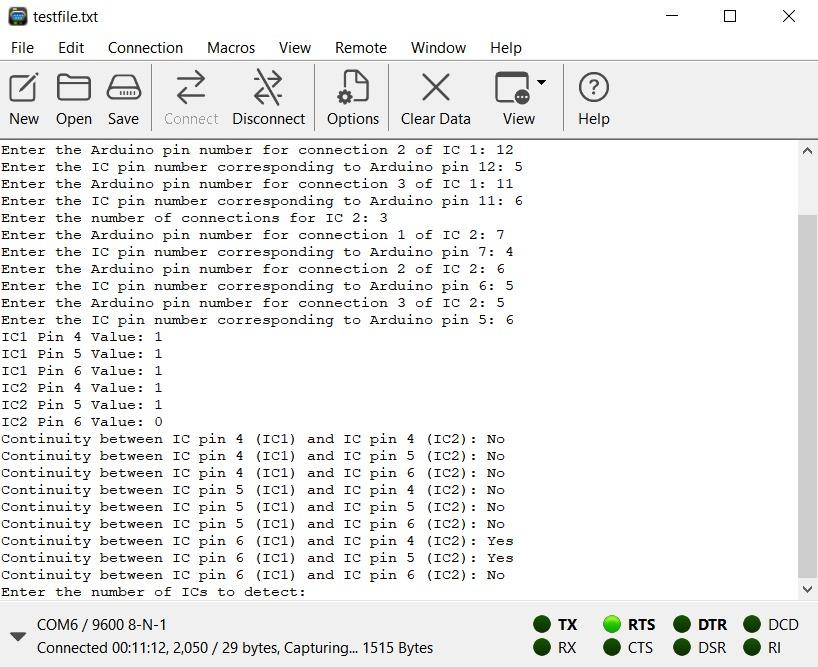 testfile.txt
File Edit Connection Macros View Remote Window Help
New Open Save Connect Disconnect Options Clear Data View Help
Enter the Arduino pin number for connection 2 of IC 1: 12
Enter the IC pin number corresponding to Arduino pin 12: 5
Enter the Arduino pin number for connection 3 of IC 1: 11
Enter the IC pin number corresponding to Arduino pin 11: 6
Enter the number of connections for IC 2: 3
Enter the Arduino pin number for connection 1 of IC 2: 7
Enter the IC pin number corresponding to Arduino pin 7: 4
Enter the Arduino pin number for connection 2 of IC 2: 6
Enter the IC pin number corresponding to Arduino pin 6: 5
Enter the Arduino pin number for connection 3 of IC 2: 5
Enter the IC pin number corresponding to Arduino pin 5: 6
IC1 Pin 4 Value: 1
IC1 Pin 5 Value: 1
IC1 Pin 6 Value: 1
IC2 Pin 4 Value: 1
IC2 Pin 5 Value: 1
IC2 Pin 6 Value: 0
Continuity between IC pin 4 (IC1) and IC pin 4 (IC2): No
Continuity between IC pin 4 (IC1) and IC pin 5 (IC2): No
Continuity between IC pin 4 (IC1) and IC pin 6 (IC2): No
Continuity between IC pin 5 (IC1) and IC pin 4 (IC2): No
Continuity between IC pin 5 (IC1) and IC pin 5 (IC2): No
Continuity between IC pin 5 (IC1) and IC pin 6 (IC2): No
Continuity between IC pin 6 (IC1) and IC pin 4 (IC2): Yes
Continuity between IC pin 6 (IC1) and IC pin 5 (IC2): Yes
Continuity between IC pin 6 (IC1) and IC pin 6 (IC2): No
Enter the number of ICs to detect:
COM6 / 9600 8-N-1
Connected 00:11:12, 2,050 / 29 bytes, Capturing... 1515 Bytes
TX RTS DTR DCD
RX CTS DSR RI